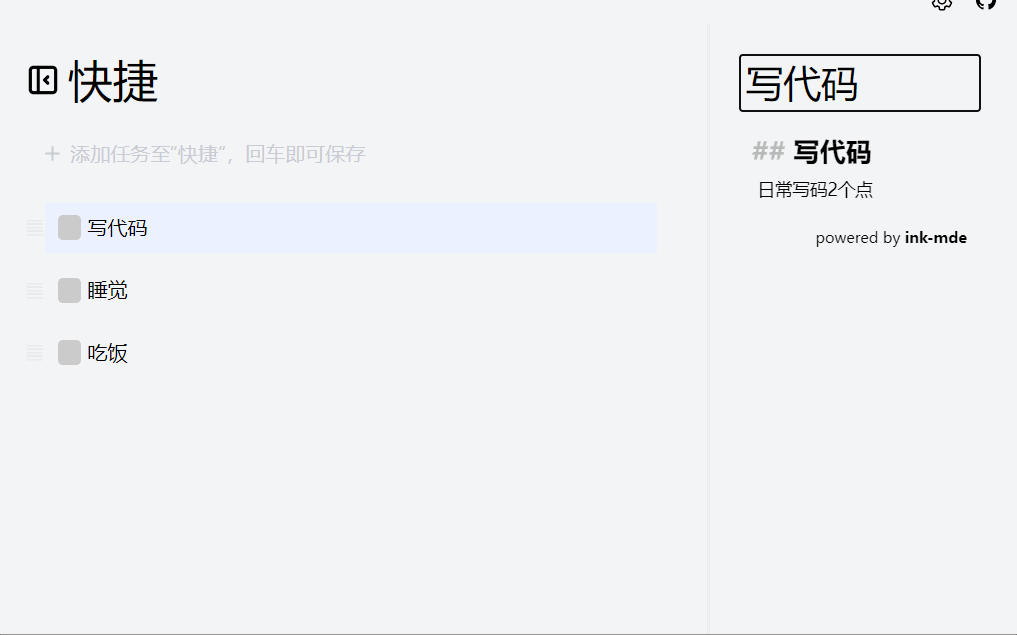 快捷
+ 添加任务至"快捷"，回车即可保存
写代码
睡觉
吃饭
写代码
## 写代码
日常写码2个点
powered by ink-mde